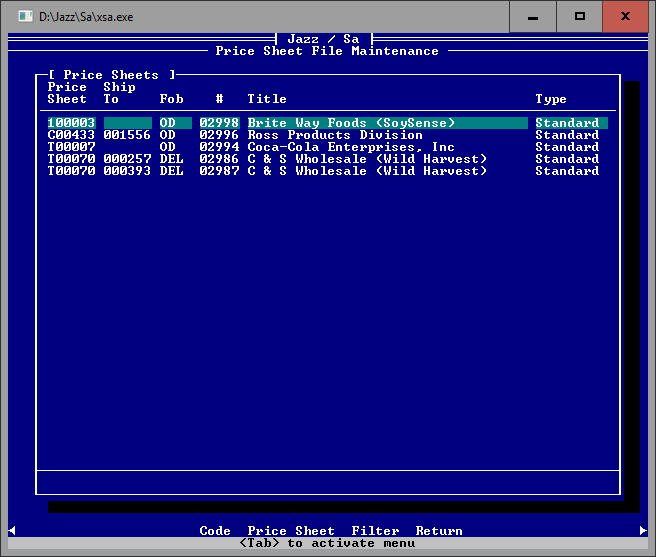 D:\Jazz\Sa\xsa.exe
Jazz / Sa
Price Sheet File Maintenance
[ Price Sheets ]
Price Ship
Sheet To Fob # Title Type
100003 OD 02998 Brite Way Foods (SoySense) Standard
C00433 001556 OD 02996 Ross Products Division Standard
T00007 OD 02994 Coca-Cola Enterprises, Inc Standard
T00070 000257 DEL 02986 C & S Wholesale (Wild Harvest) Standard
T00070 000393 DEL 02987 C & S Wholesale (Wild Harvest) Standard
Code Price Sheet Filter Return
<Tab> to activate menu